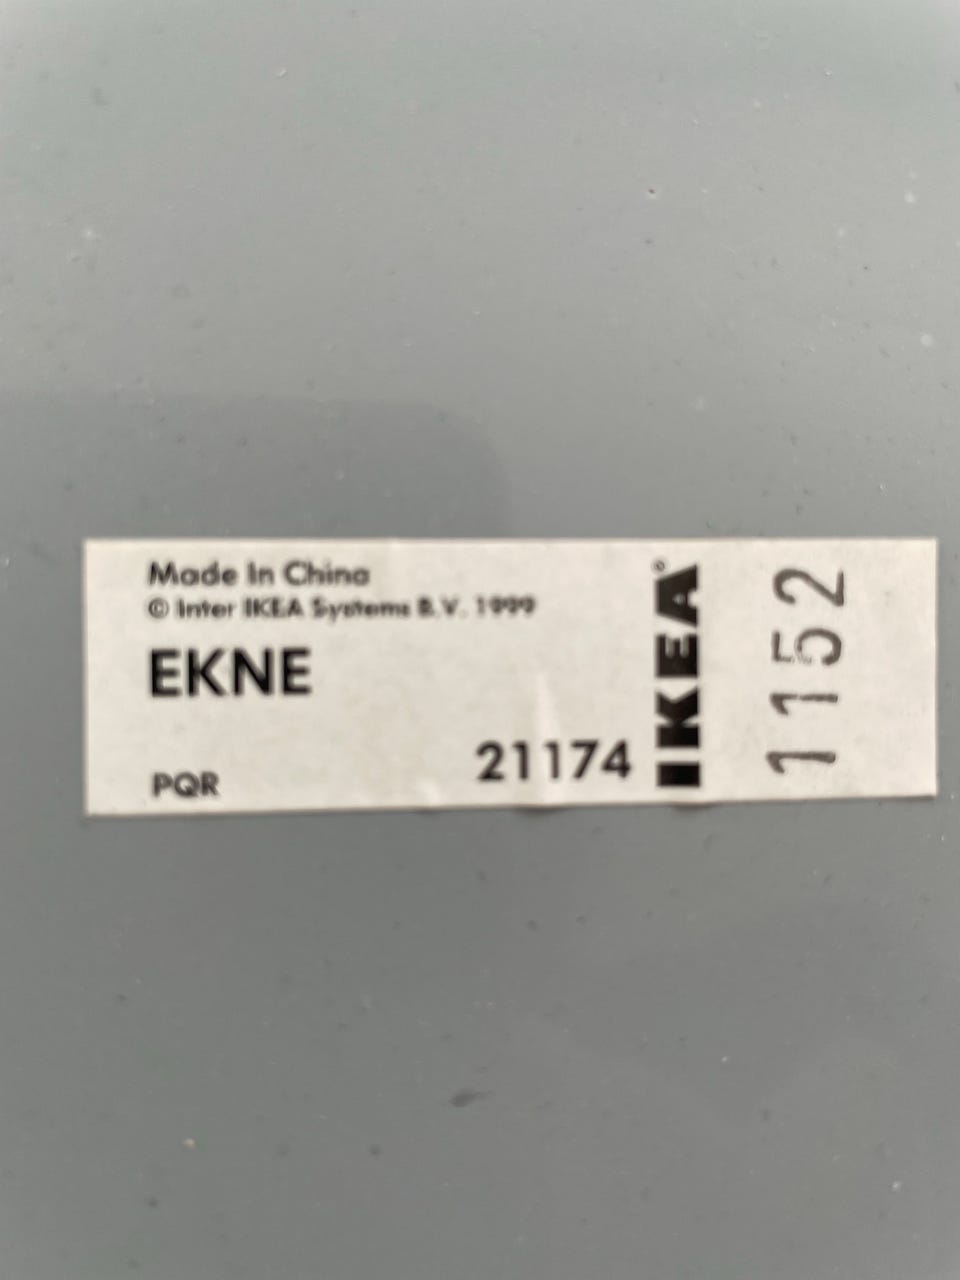 Made In China
© Inter IKEA Systems B.V. 1999
EKNE
21174
PQR
IKEA®
1152